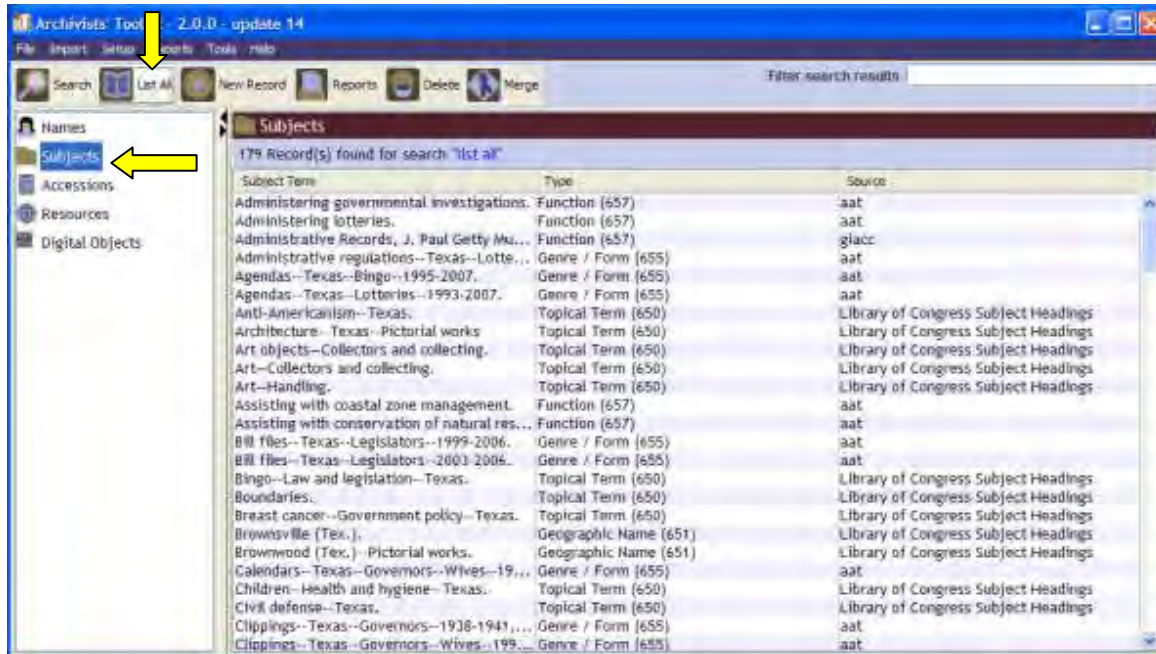 Archivists' Toolkit - 2.0.0 - update 14
File Import Setup Reports Tools Help
Search List All New Record Reports Delete Merge Filter search results
Names
Subjects
Accessions
Resources
Digital Objects
Subjects
179 Record(s) found for search "list all"
Subject Term Type Source
Administering governmental investigations. Function (657) aat
Administering lotteries. Function (657) aat
Administrative Records, J. Paul Getty Mu... Function (657) giacc
Administrative regulations--Texas--Lotte... Genre / Form (655) aat
Agendas--Texas--Bingo--1995-2007. Genre / Form (655) aat
Agendas--Texas--Lotteries--1993-2007. Genre / Form (655) aat
Anti-Americanism--Texas. Topical Term (650) Library of Congress Subject Headings
Architecture--Texas--Pictorial works Topical Term (650) Library of Congress Subject Headings
Art objects--Collectors and collecting. Topical Term (650) Library of Congress Subject Headings
Art--Collectors and collecting. Topical Term (650) Library of Congress Subject Headings
Art--Handling. Topical Term (650) Library of Congress Subject Headings
Assisting with coastal zone management. Function (657) aat
Assisting with conservation of natural res... Function (657) aat
Bill files--Texas--Legislators--1999-2006. Genre / Form (655) aat
Bill files--Texas--Legislators--2003-2006. Genre / Form (655) aat
Bingo--Law and legislation--Texas. Topical Term (650) Library of Congress Subject Headings
Boundaries. Topical Term (650) Library of Congress Subject Headings
Breast cancer--Government policy--Texas. Topical Term (650) Library of Congress Subject Headings
Brownsville (Tex.). Geographic Name (651) Library of Congress Subject Headings
Brownwood (Tex.)--Pictorial works. Geographic Name (651) Library of Congress Subject Headings
Calendars--Texas--Governors--Wives--19... Genre / Form (655) aat
Children--Health and hygiene--Texas. Topical Term (650) Library of Congress Subject Headings
Civil defense--Texas. Topical Term (650) Library of Congress Subject Headings
Clippings--Texas--Governors--1938-1941,... Genre / Form (655) aat
Clippings--Texas--Governors--Wives--199... Genre / Form (655) aat